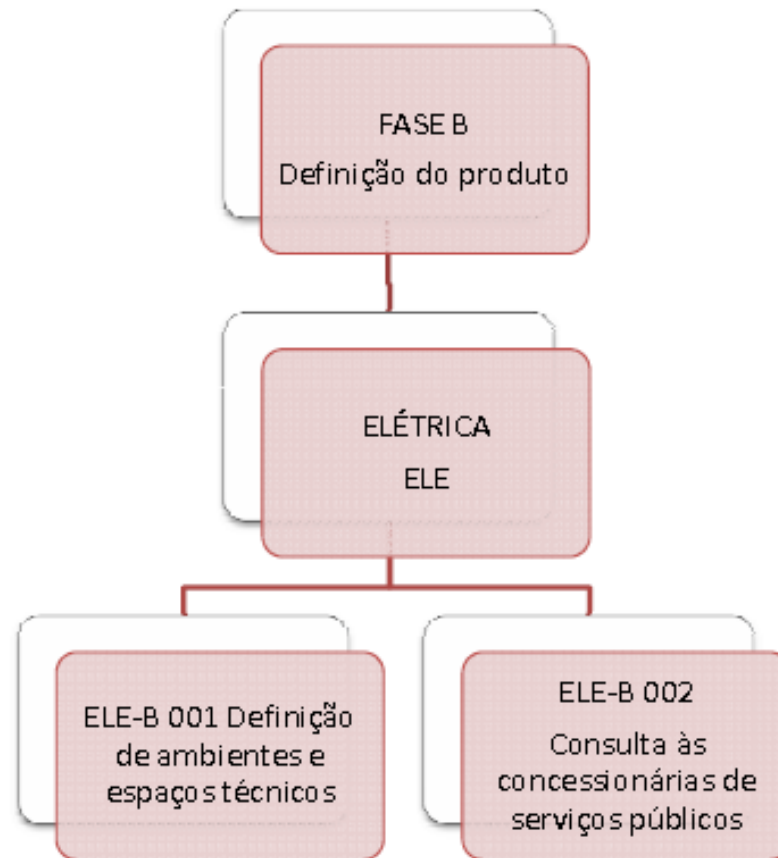 FASE B
Definição do produto
ELÉTRICA
ELE
ELE-B 001 Definição
de ambientes e
espaços técnicos
ELE-B 002
Consulta às
concessionárias de
serviços públicos